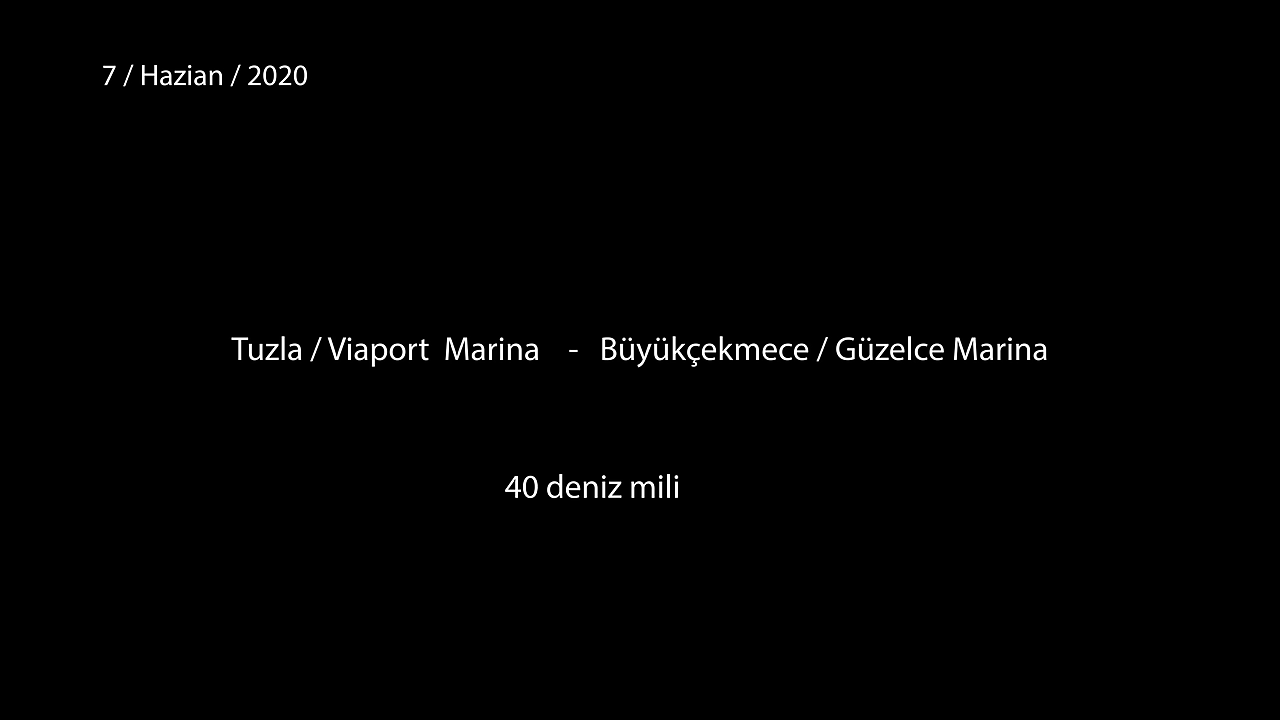 7 / Hazian / 2020
Tuzla / Viaport Marina - Büyükçekmece / Güzelce Marina
40 deniz mili